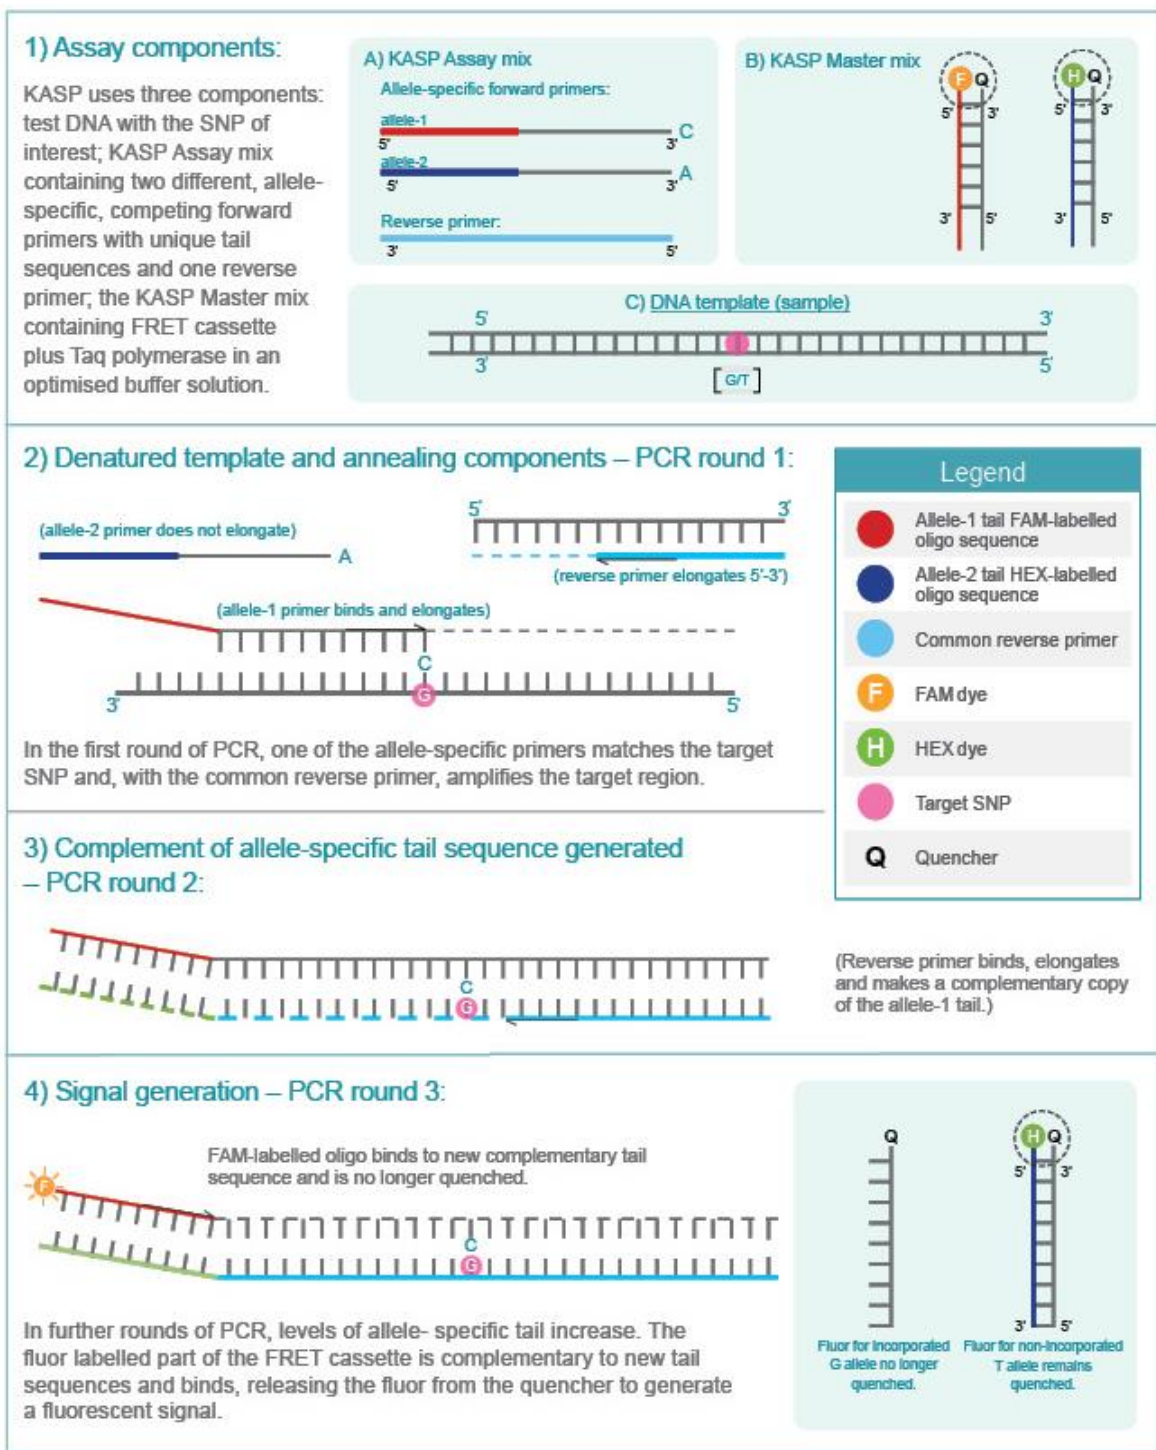 1) Assay components:
KASP uses three components:
test DNA with the SNP of
interest; KASP Assay mix
containing two different, allele-
specific, competing forward
primers with unique tail
sequences and one reverse
primer; the KASP Master mix
containing FRET cassette
plus Taq polymerase in an
optimised buffer solution.
A) KASP Assay mix
Allele-specific forward primers:
allele-1
5' 3' C
allele-2
5' 3' A
Reverse primer:
3' 5'
B) KASP Master mix
F Q H Q
5' 3' 5' 3'
3' 5' 3' 5'
C) DNA template (sample)
5' 3'
3' 5'
[ G/T ]
2) Denatured template and annealing components – PCR round 1:
(allele-2 primer does not elongate)
A
5' 3'
(reverse primer elongates 5'-3')
(allele-1 primer binds and elongates)
C
G
3' 5'
In the first round of PCR, one of the allele-specific primers matches the target
SNP and, with the common reverse primer, amplifies the target region.
Legend
Allele-1 tail FAM-labelled
oligo sequence
Allele-2 tail HEX-labelled
oligo sequence
Common reverse primer
F FAM dye
H HEX dye
Target SNP
Q Quencher
3) Complement of allele-specific tail sequence generated
– PCR round 2:
C
G
(Reverse primer binds, elongates
and makes a complementary copy
of the allele-1 tail.)
4) Signal generation – PCR round 3:
FAM-labelled oligo binds to new complementary tail
sequence and is no longer quenched.
F
C
G
In further rounds of PCR, levels of allele- specific tail increase. The
fluor labelled part of the FRET cassette is complementary to new tail
sequences and binds, releasing the fluor from the quencher to generate
a fluorescent signal.
Q
H Q
5' 3'
3' 5'
Fluor for incorporated
G allele no longer
quenched.
Fluor for non-incorporated
T allele remains
quenched.